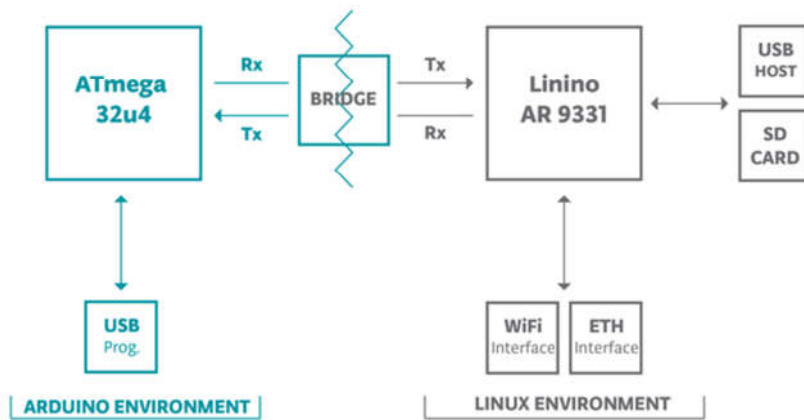 ATmega
32u4
Rx
Tx
BRIDGE
Tx
Rx
Linino
AR 9331
USB
HOST
SD
CARD
USB
Prog.
WiFi
Interface
ETH
Interface
ARDUINO ENVIRONMENT
LINUX ENVIRONMENT